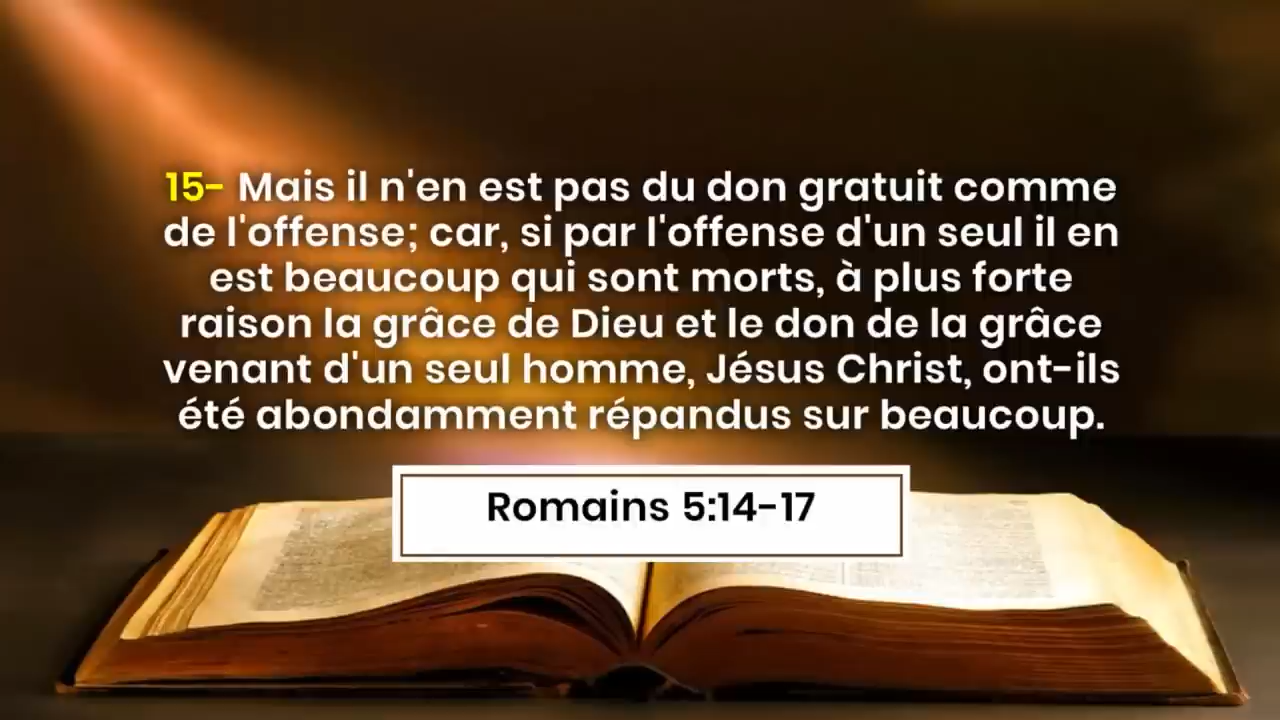 15- Mais il n'en est pas du don gratuit comme
de l'offense; car, si par l'offense d'un seul il en
est beaucoup qui sont morts, à plus forte
raison la grâce de Dieu et le don de la grâce
venant d'un seul homme, Jésus Christ, ont-ils
été abondamment répandus sur beaucoup.
Romains 5:14-17